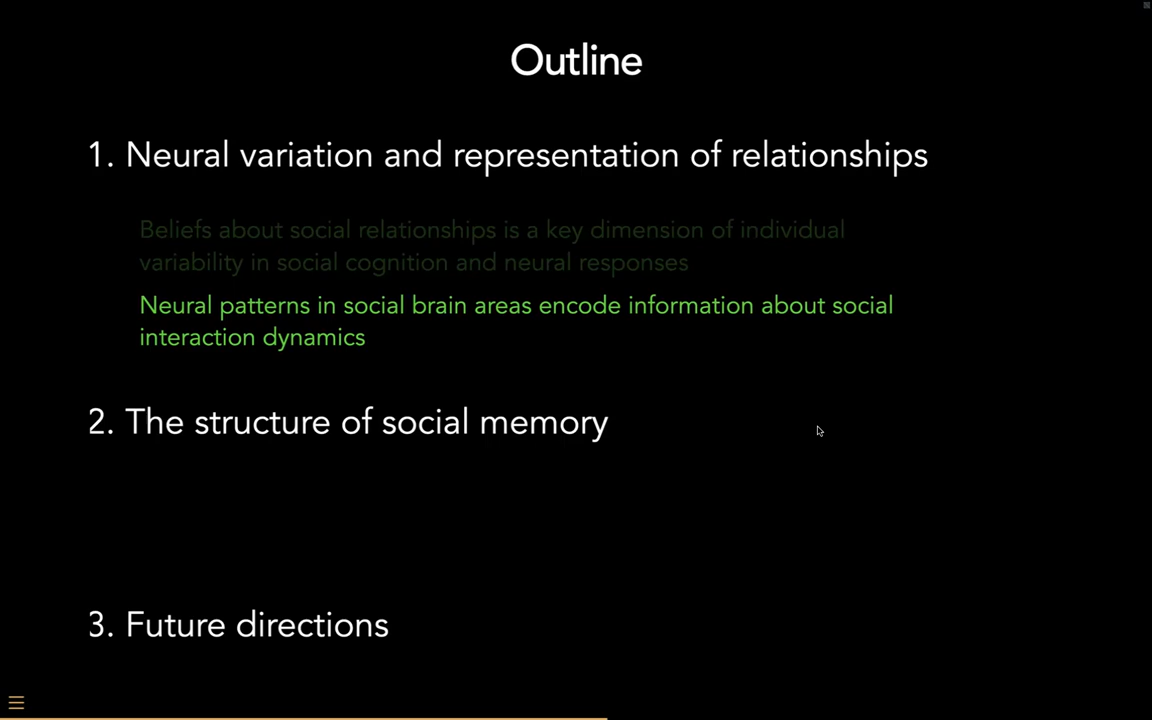 Outline
1. Neural variation and representation of relationships
Beliefs about social relationships is a key dimension of individual
variability in social cognition and neural responses
Neural patterns in social brain areas encode information about social
interaction dynamics
2. The structure of social memory
3. Future directions